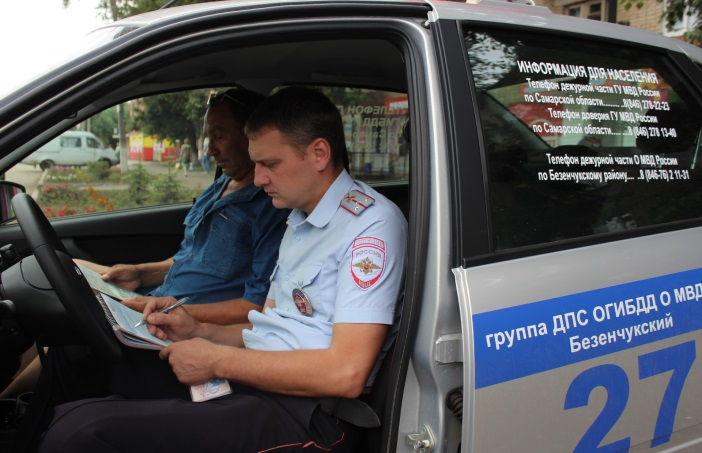 ИНФОРМАЦИЯ ДЛЯ НАСЕЛЕНИЯ
Телефон дежурной части ГУ МВД России
по Самарской области........8(846) 278-22-23
Телефон доверия ГУ МВД России
по Самарской области.........8 (846) 278 13-40
Телефон дежурной части О МВД России
по Безенчукскому району.... ..8 (846-76) 2 11-31
группа ДПС ОГИБДД О МВД
Безенчукский
27
РОССИЯ
МВД